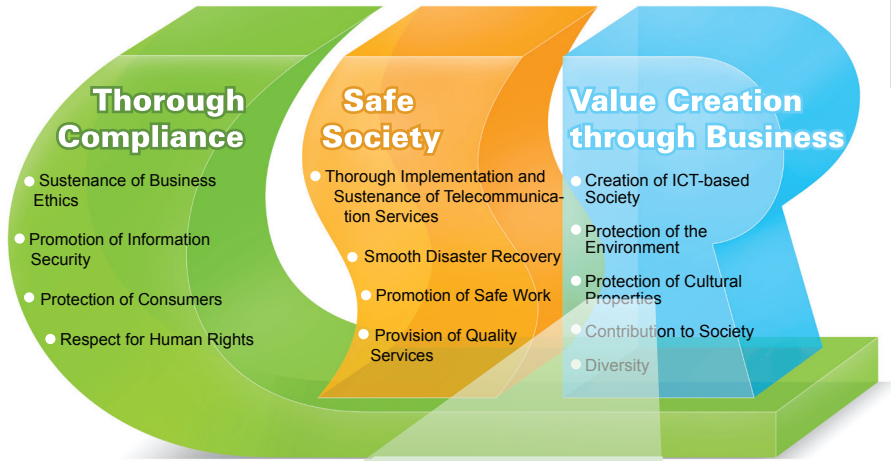 Thorough
Compliance
Sustenance of Business
Ethics
Promotion of Information
Security
Protection of Consumers
Respect for Human Rights
Safe
Society
Thorough Implementation and
Sustenance of Telecommunica-
tion Services
Smooth Disaster Recovery
Promotion of Safe Work
Provision of Quality
Services
Value Creation
through Business
Creation of ICT-based
Society
Protection of the
Environment
Protection of Cultural
Properties
Contribution to Society
Diversity